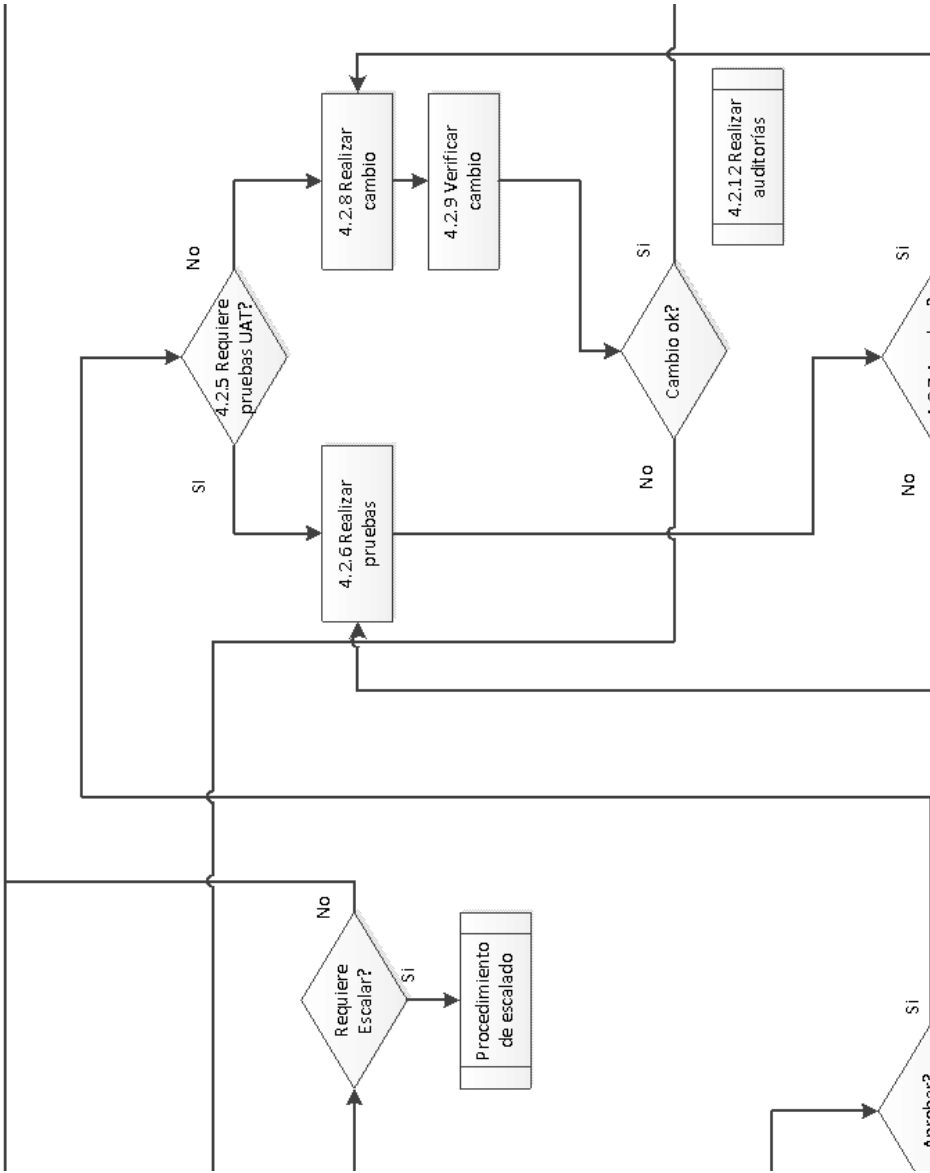 SI
No
4.2.5 Requiere
pruebas UAT?
No
Requiere
Escalar?
Si
4.2.6 Realizar
pruebas
4.2.8 Realizar
cambio
4.2.9 Verificar
cambio
Procedimiento
de escalado
No
Si
Cambio ok?
4.2.12 Realizar
auditorías
Si
No
Si